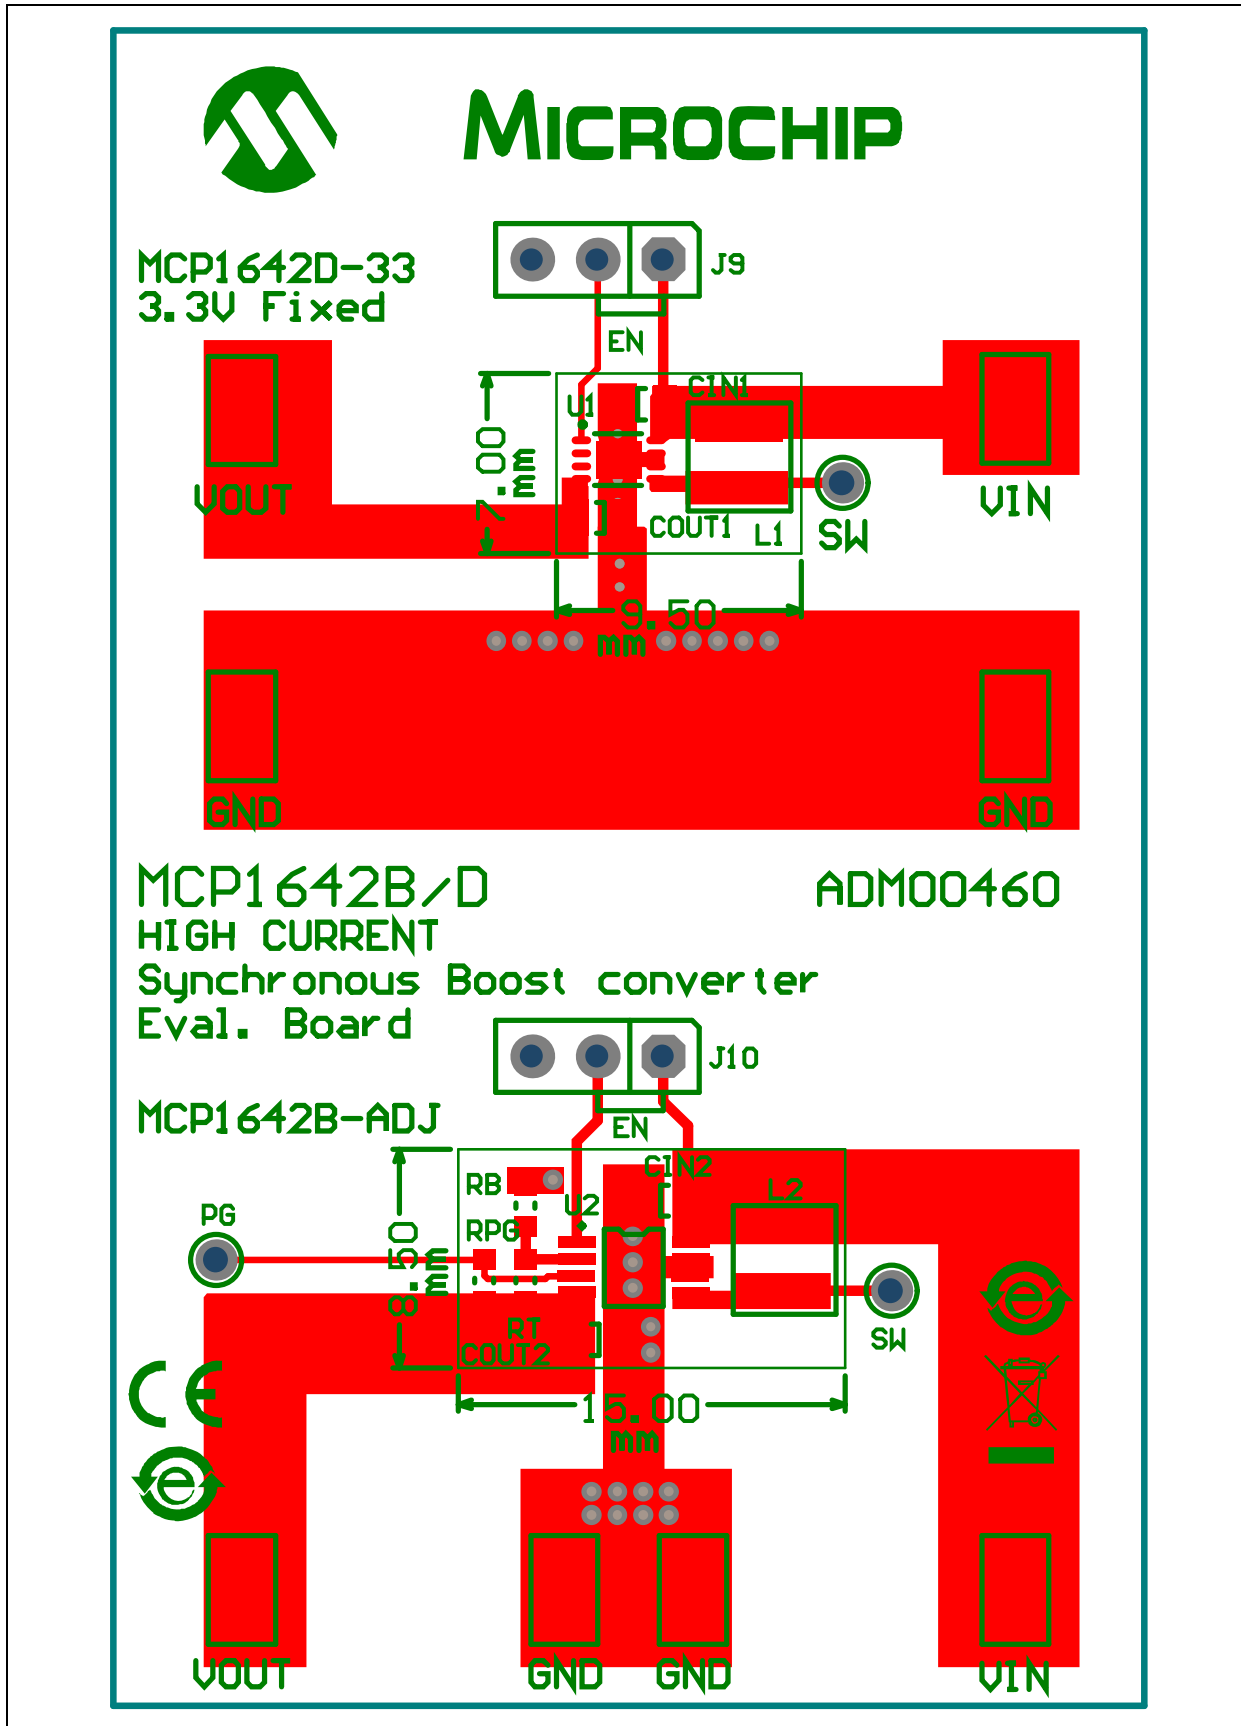 MICROCHIP
MCP1642D-33
3.3V Fixed
J9
EN
CIN1
U1
7.00
mm
VOUT
COUT1
L1
SW
VIN
9.50
mm
GND
GND
MCP1642B/D
ADM00460
HIGH CURRENT
Synchronous Boost converter
Eval. Board
J10
MCP1642B-ADJ
EN
CIN2
RB
L2
U2
PG
RPG
8.50
mm
RT
COUT2
SW
CE
e
e
15.00
mm
VOUT
GND
GND
VIN